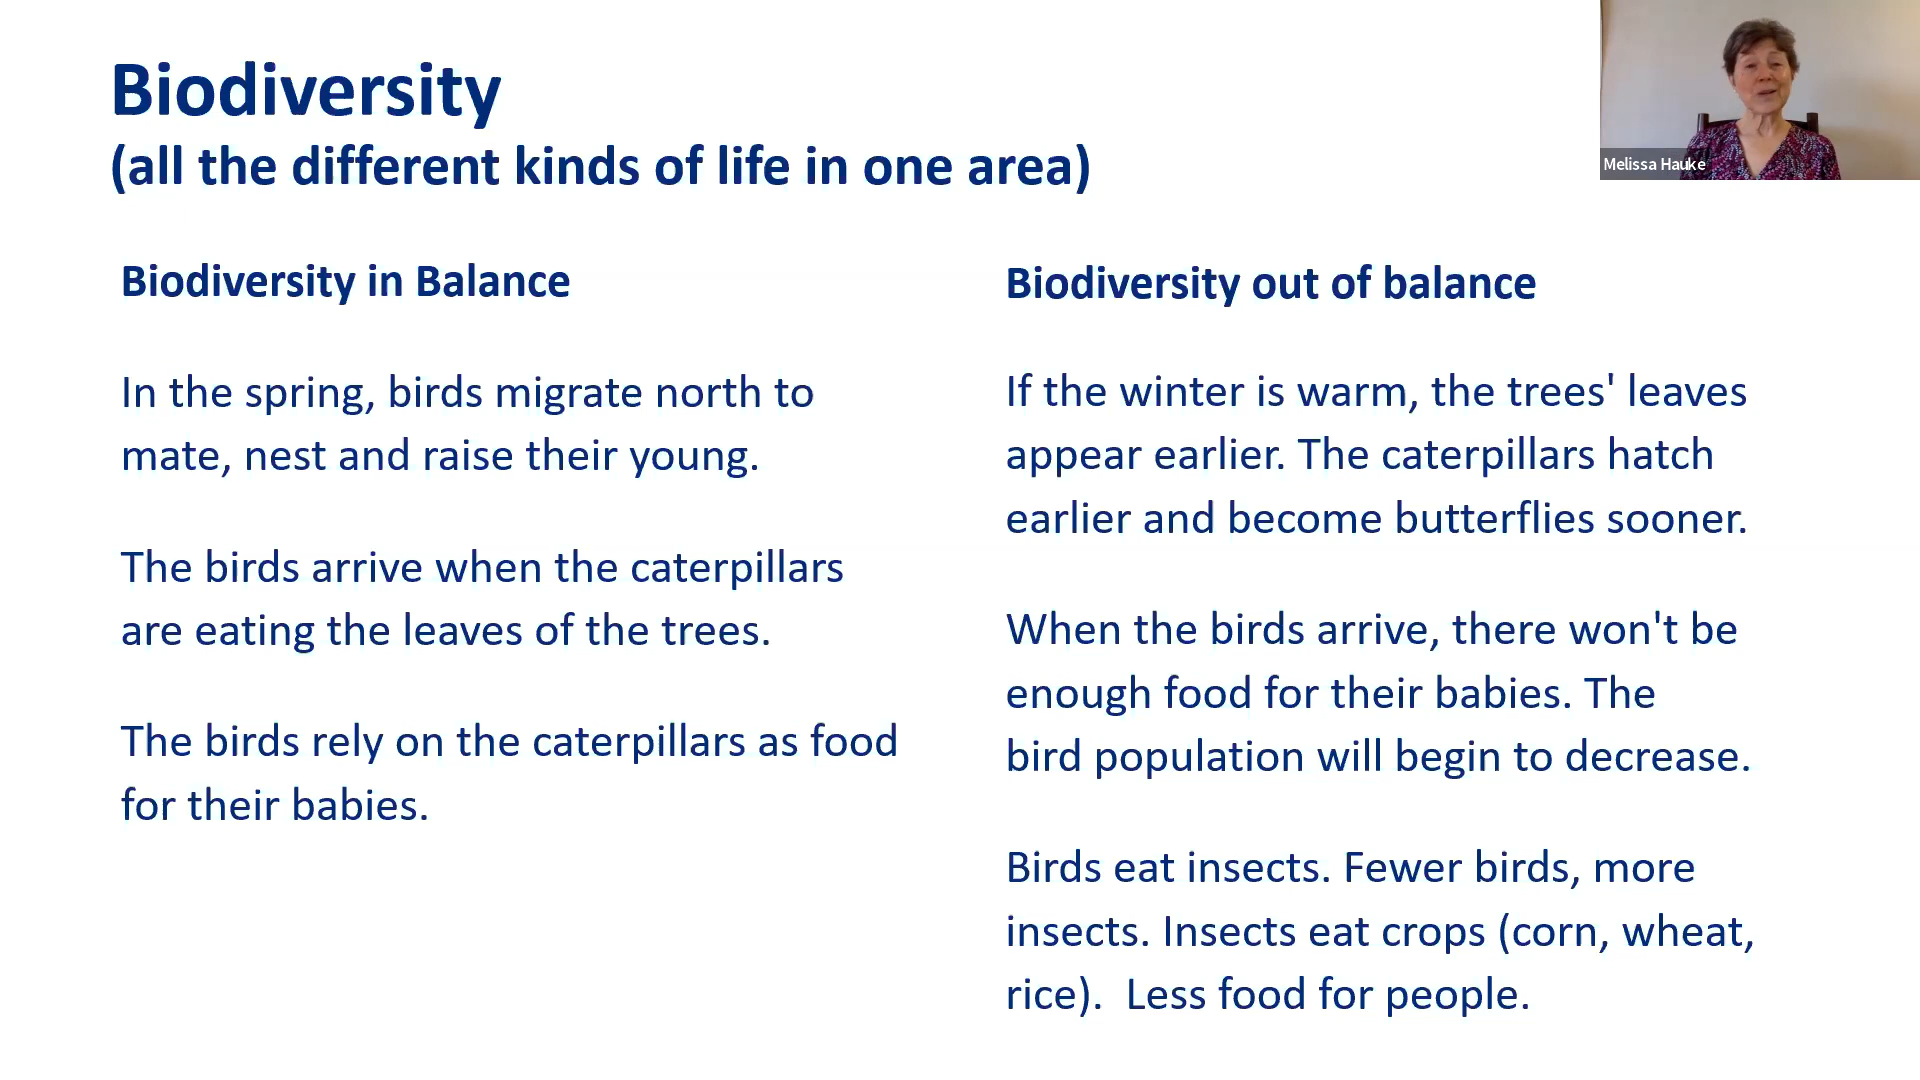 Biodiversity
(all the different kinds of life in one area)
Melissa Hauke
Biodiversity in Balance
In the spring, birds migrate north to
mate, nest and raise their young.
The birds arrive when the caterpillars
are eating the leaves of the trees.
The birds rely on the caterpillars as food
for their babies.
Biodiversity out of balance
If the winter is warm, the trees' leaves
appear earlier. The caterpillars hatch
earlier and become butterflies sooner.
When the birds arrive, there won't be
enough food for their babies. The
bird population will begin to decrease.
Birds eat insects. Fewer birds, more
insects. Insects eat crops (corn, wheat,
rice).  Less food for people.